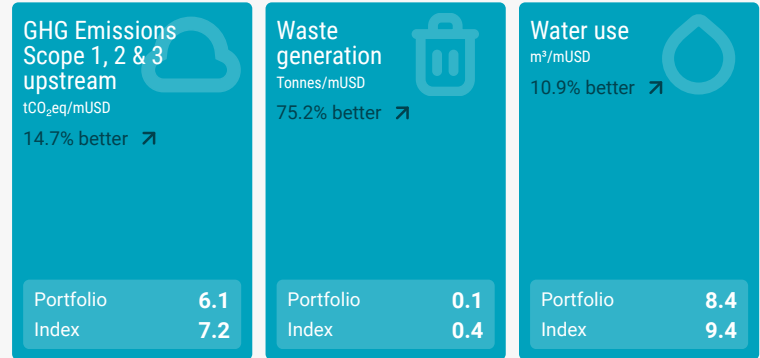 GHG Emissions
Scope 1, 2 & 3
upstream
tCO₂eq/mUSD
14.7% better
Portfolio 6.1
Index 7.2
Waste
generation
Tonnes/mUSD
75.2% better
Portfolio 0.1
Index 0.4
Water use
m³/mUSD
10.9% better
Portfolio 8.4
Index 9.4